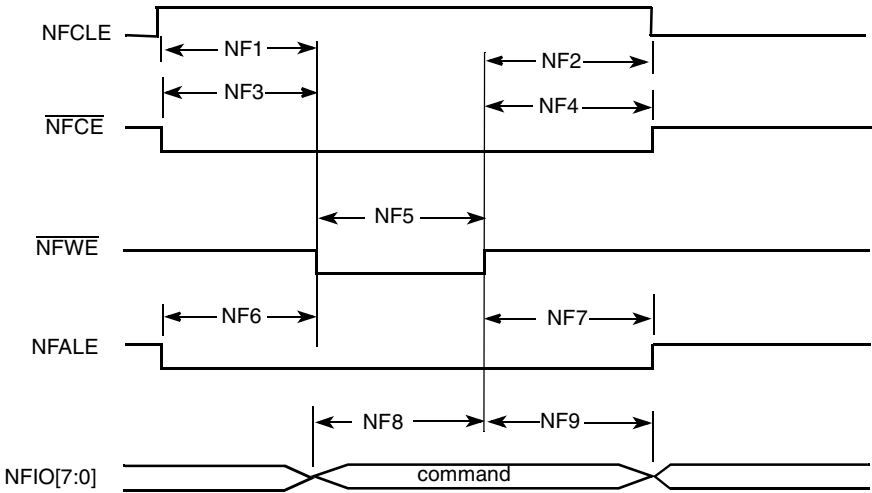 NFCLE
NF1
NF2
NF3
NF4
NFCE
NF5
NFWE
NF6
NF7
NFALE
NF8
NF9
NFIO[7:0]
command